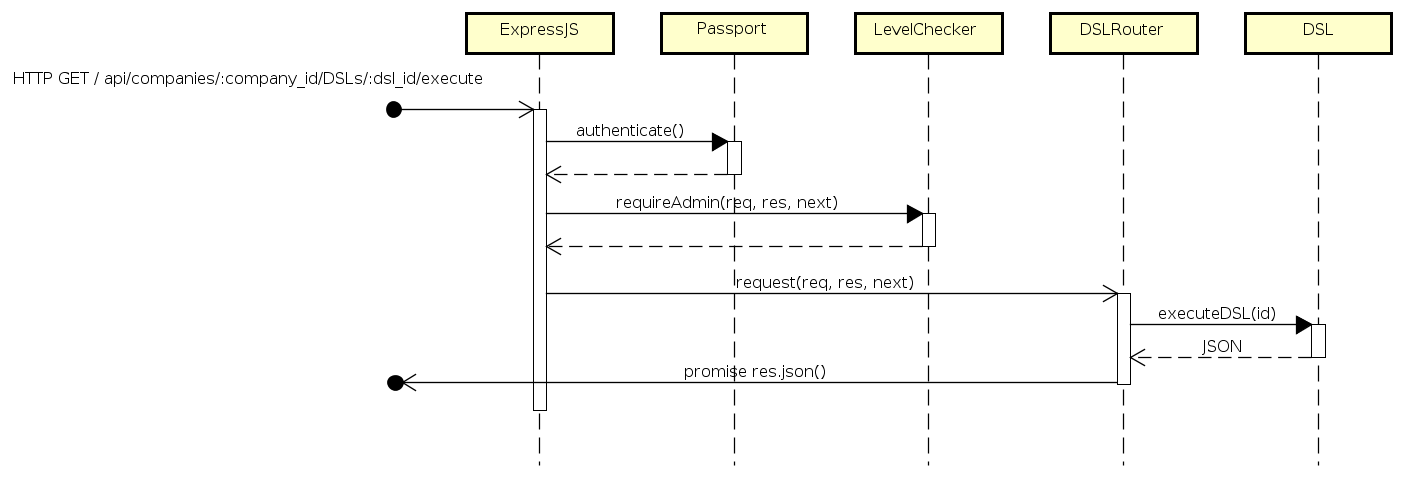 ExpressJS
Passport
LevelChecker
DSLRouter
DSL
HTTP GET / api/companies/:company_id/DSLs/:dsl_id/execute
authenticate()
requireAdmin(req, res, next)
request(req, res, next)
executeDSL(id)
JSON
promise res.json()